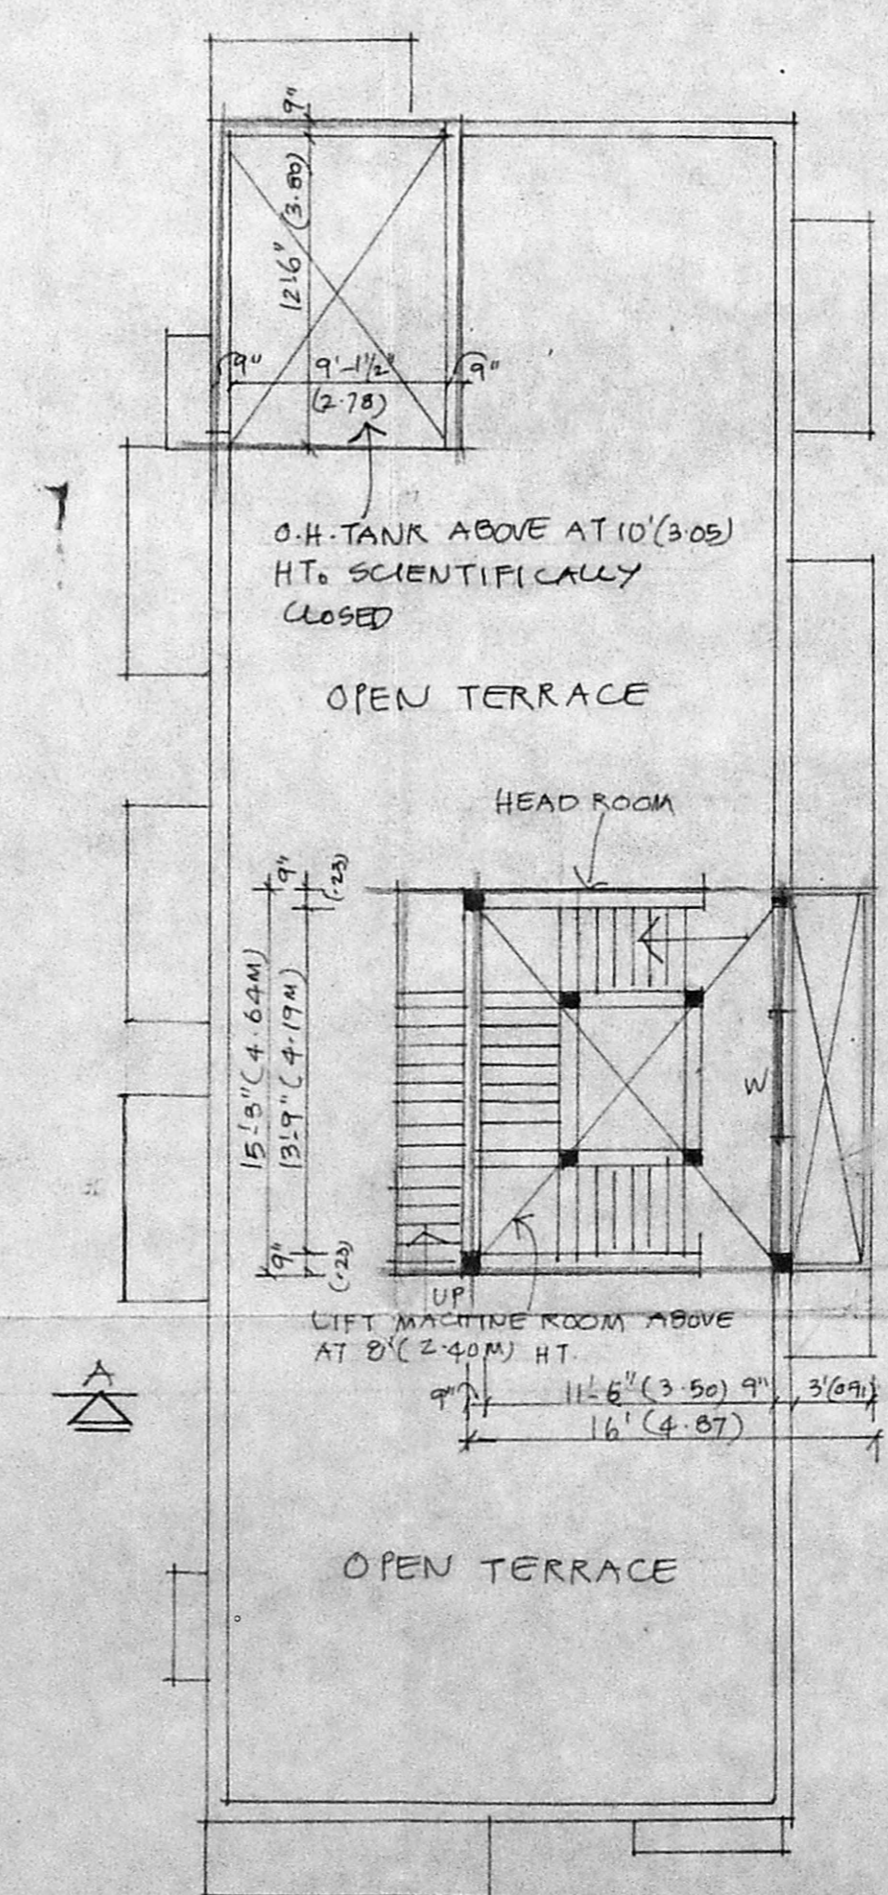 9"
12'6" (3.80)
9"
9'-1½"
9"
(2.78)
O.H.TANK ABOVE AT 10'(3.05)
HT. SCIENTIFICALLY
CLOSED
OPEN TERRACE
HEAD ROOM
9"
(.23)
15'-3" (4.64M)
13'-9" (4.19M)
W
9"
(.23)
UP
LIFT MACHINE ROOM ABOVE
AT 8' (2.40M) HT.
A
9"
11'-6" (3.50)
9"
16' (4.87)
OPEN TERRACE